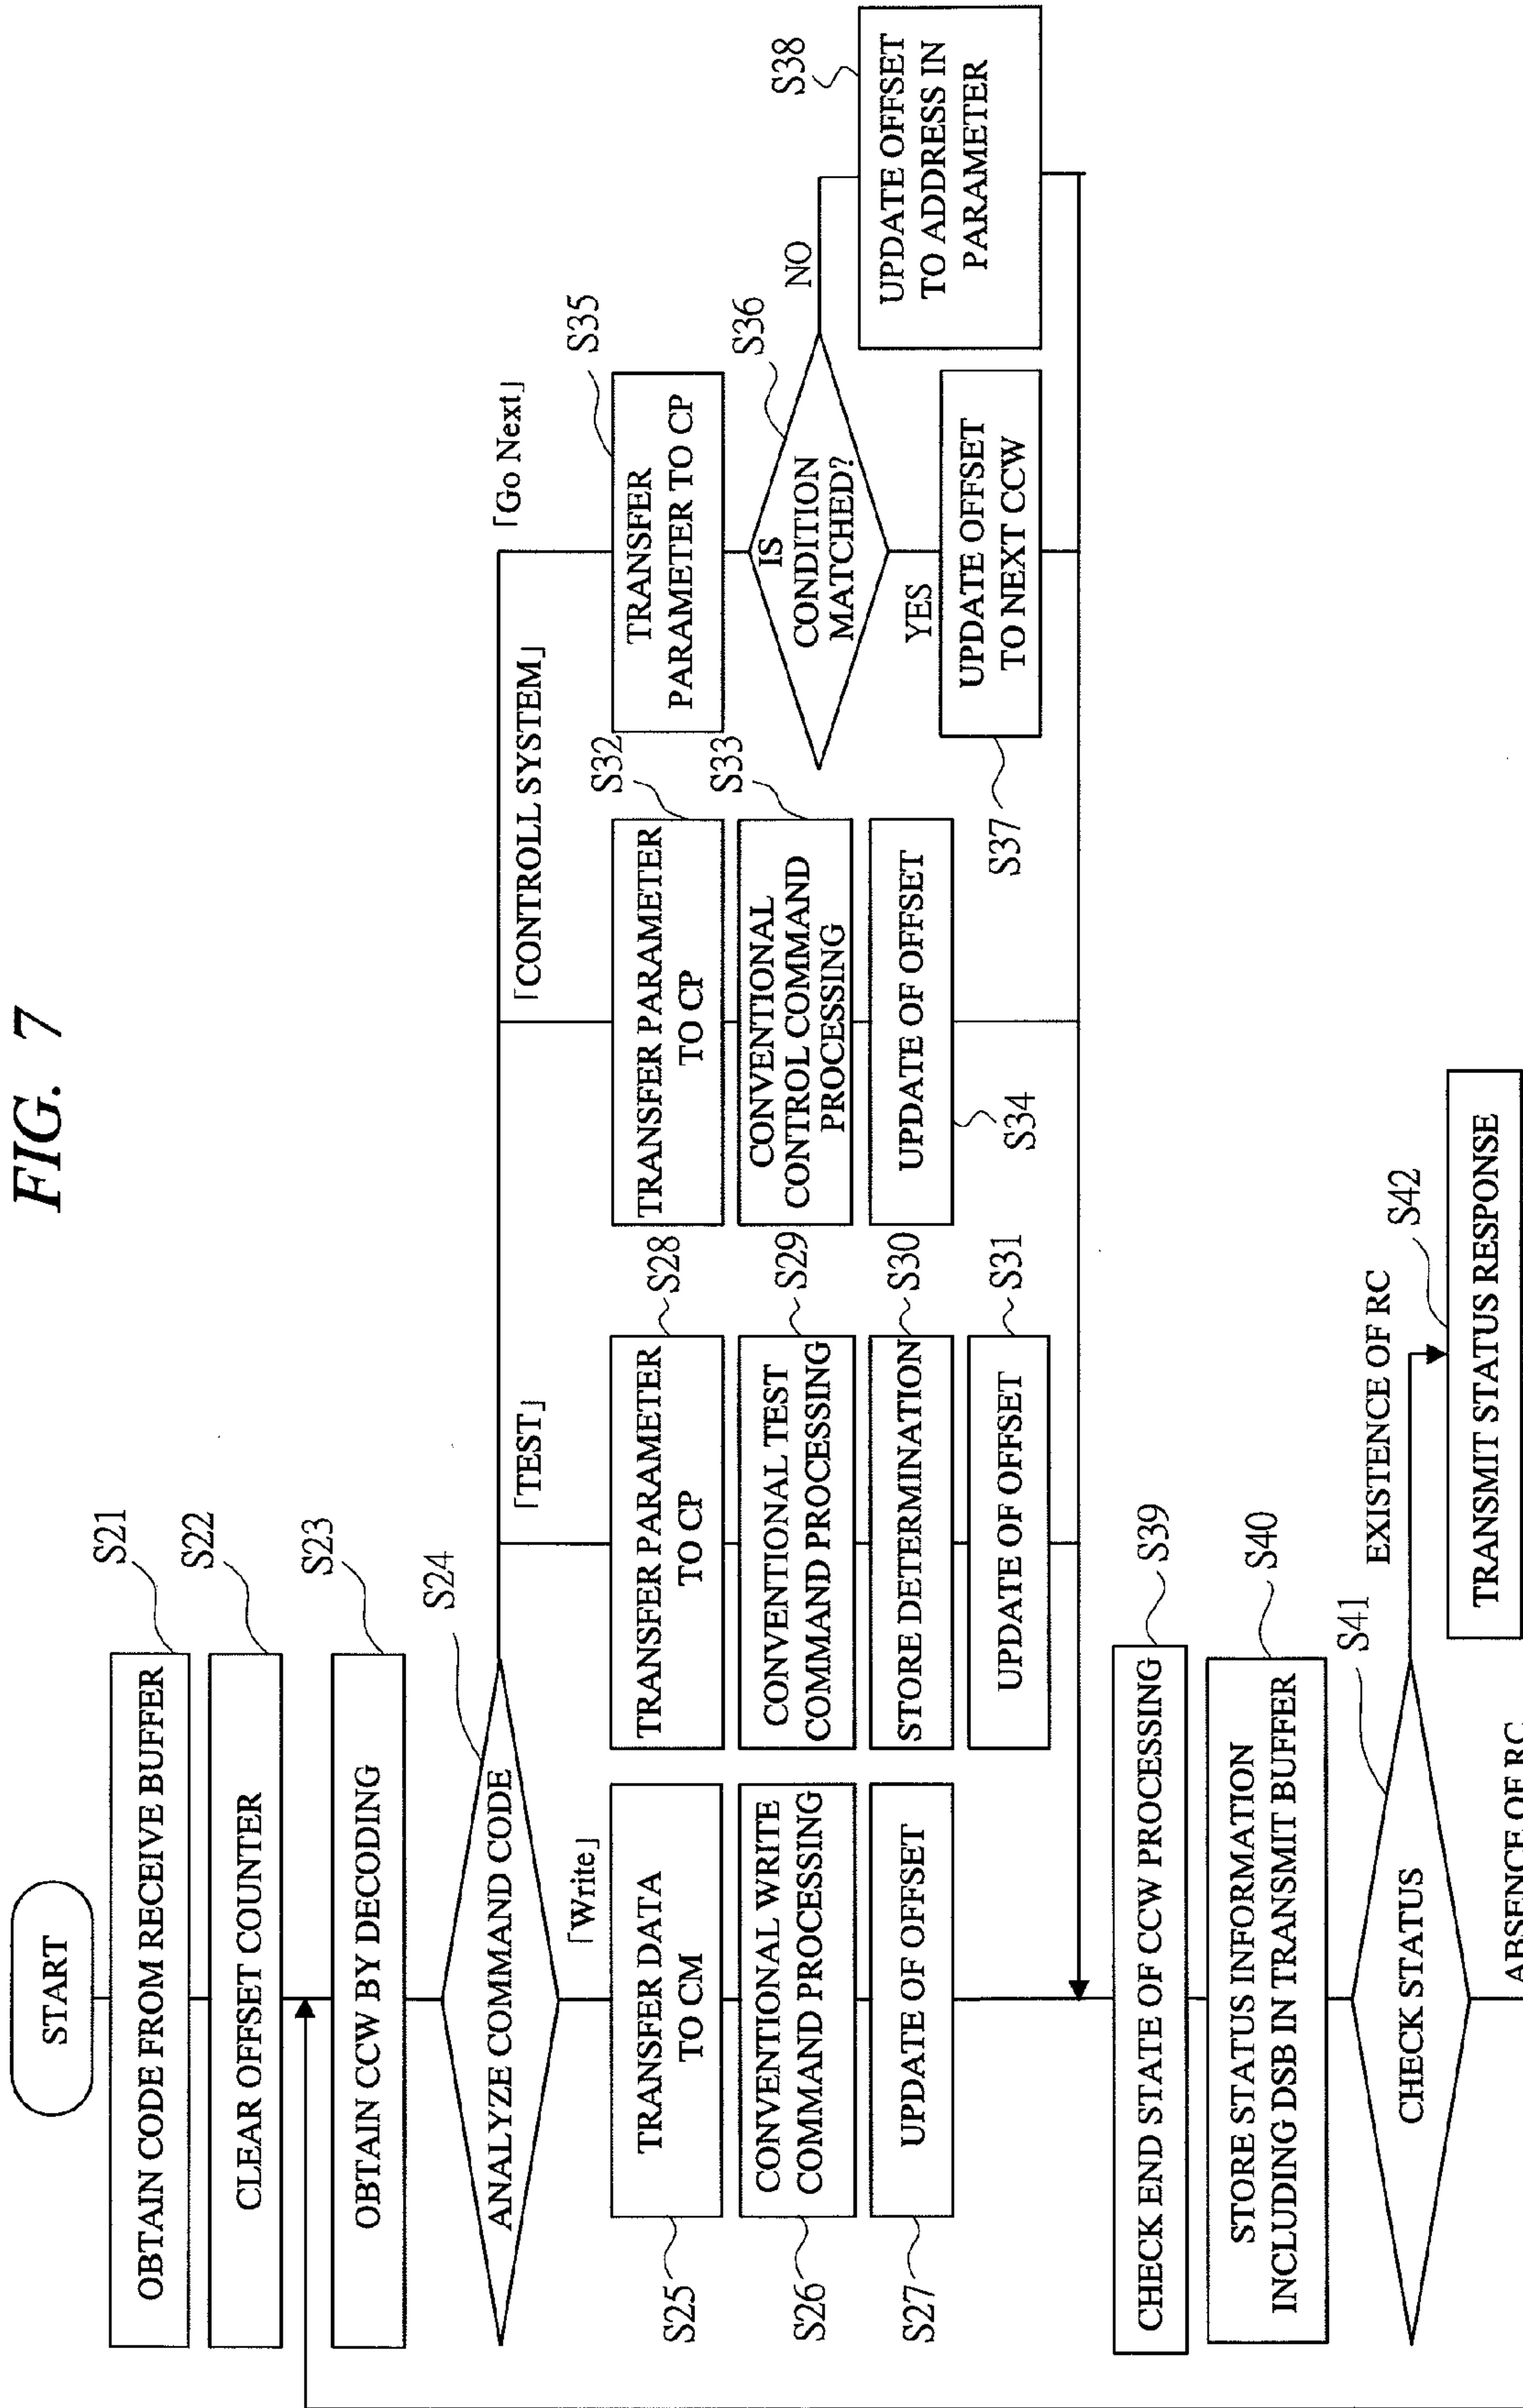 FIG. 7
START
OBTAIN CODE FROM RECEIVE BUFFER
S21
CLEAR OFFSET COUNTER
S22
OBTAIN CCW BY DECODING
S23
ANALYZE COMMAND CODE
S24
「Write」
TRANSFER DATA
TO CM
S25
CONVENTIONAL WRITE
COMMAND PROCESSING
S26
UPDATE OF OFFSET
S27
「TEST」
TRANSFER PARAMETER
TO CP
S28
CONVENTIONAL TEST
COMMAND PROCESSING
S29
STORE DETERMINATION
S30
UPDATE OF OFFSET
S31
「CONTROLL SYSTEM」
TRANSFER PARAMETER
TO CP
S32
CONVENTIONAL
CONTROL COMMAND
PROCESSING
S33
UPDATE OF OFFSET
S34
「Go Next」
TRANSFER
PARAMETER TO CP
S35
IS
CONDITION
MATCHED?
S36
NO
YES
UPDATE OFFSET
TO NEXT CCW
S37
UPDATE OFFSET
TO ADDRESS IN
PARAMETER
S38
CHECK END STATE OF CCW PROCESSING
S39
STORE STATUS INFORMATION
INCLUDING DSB IN TRANSMIT BUFFER
S40
CHECK STATUS
S41
EXISTENCE OF RC
TRANSMIT STATUS RESPONSE
S42
ABSENCE OF RC